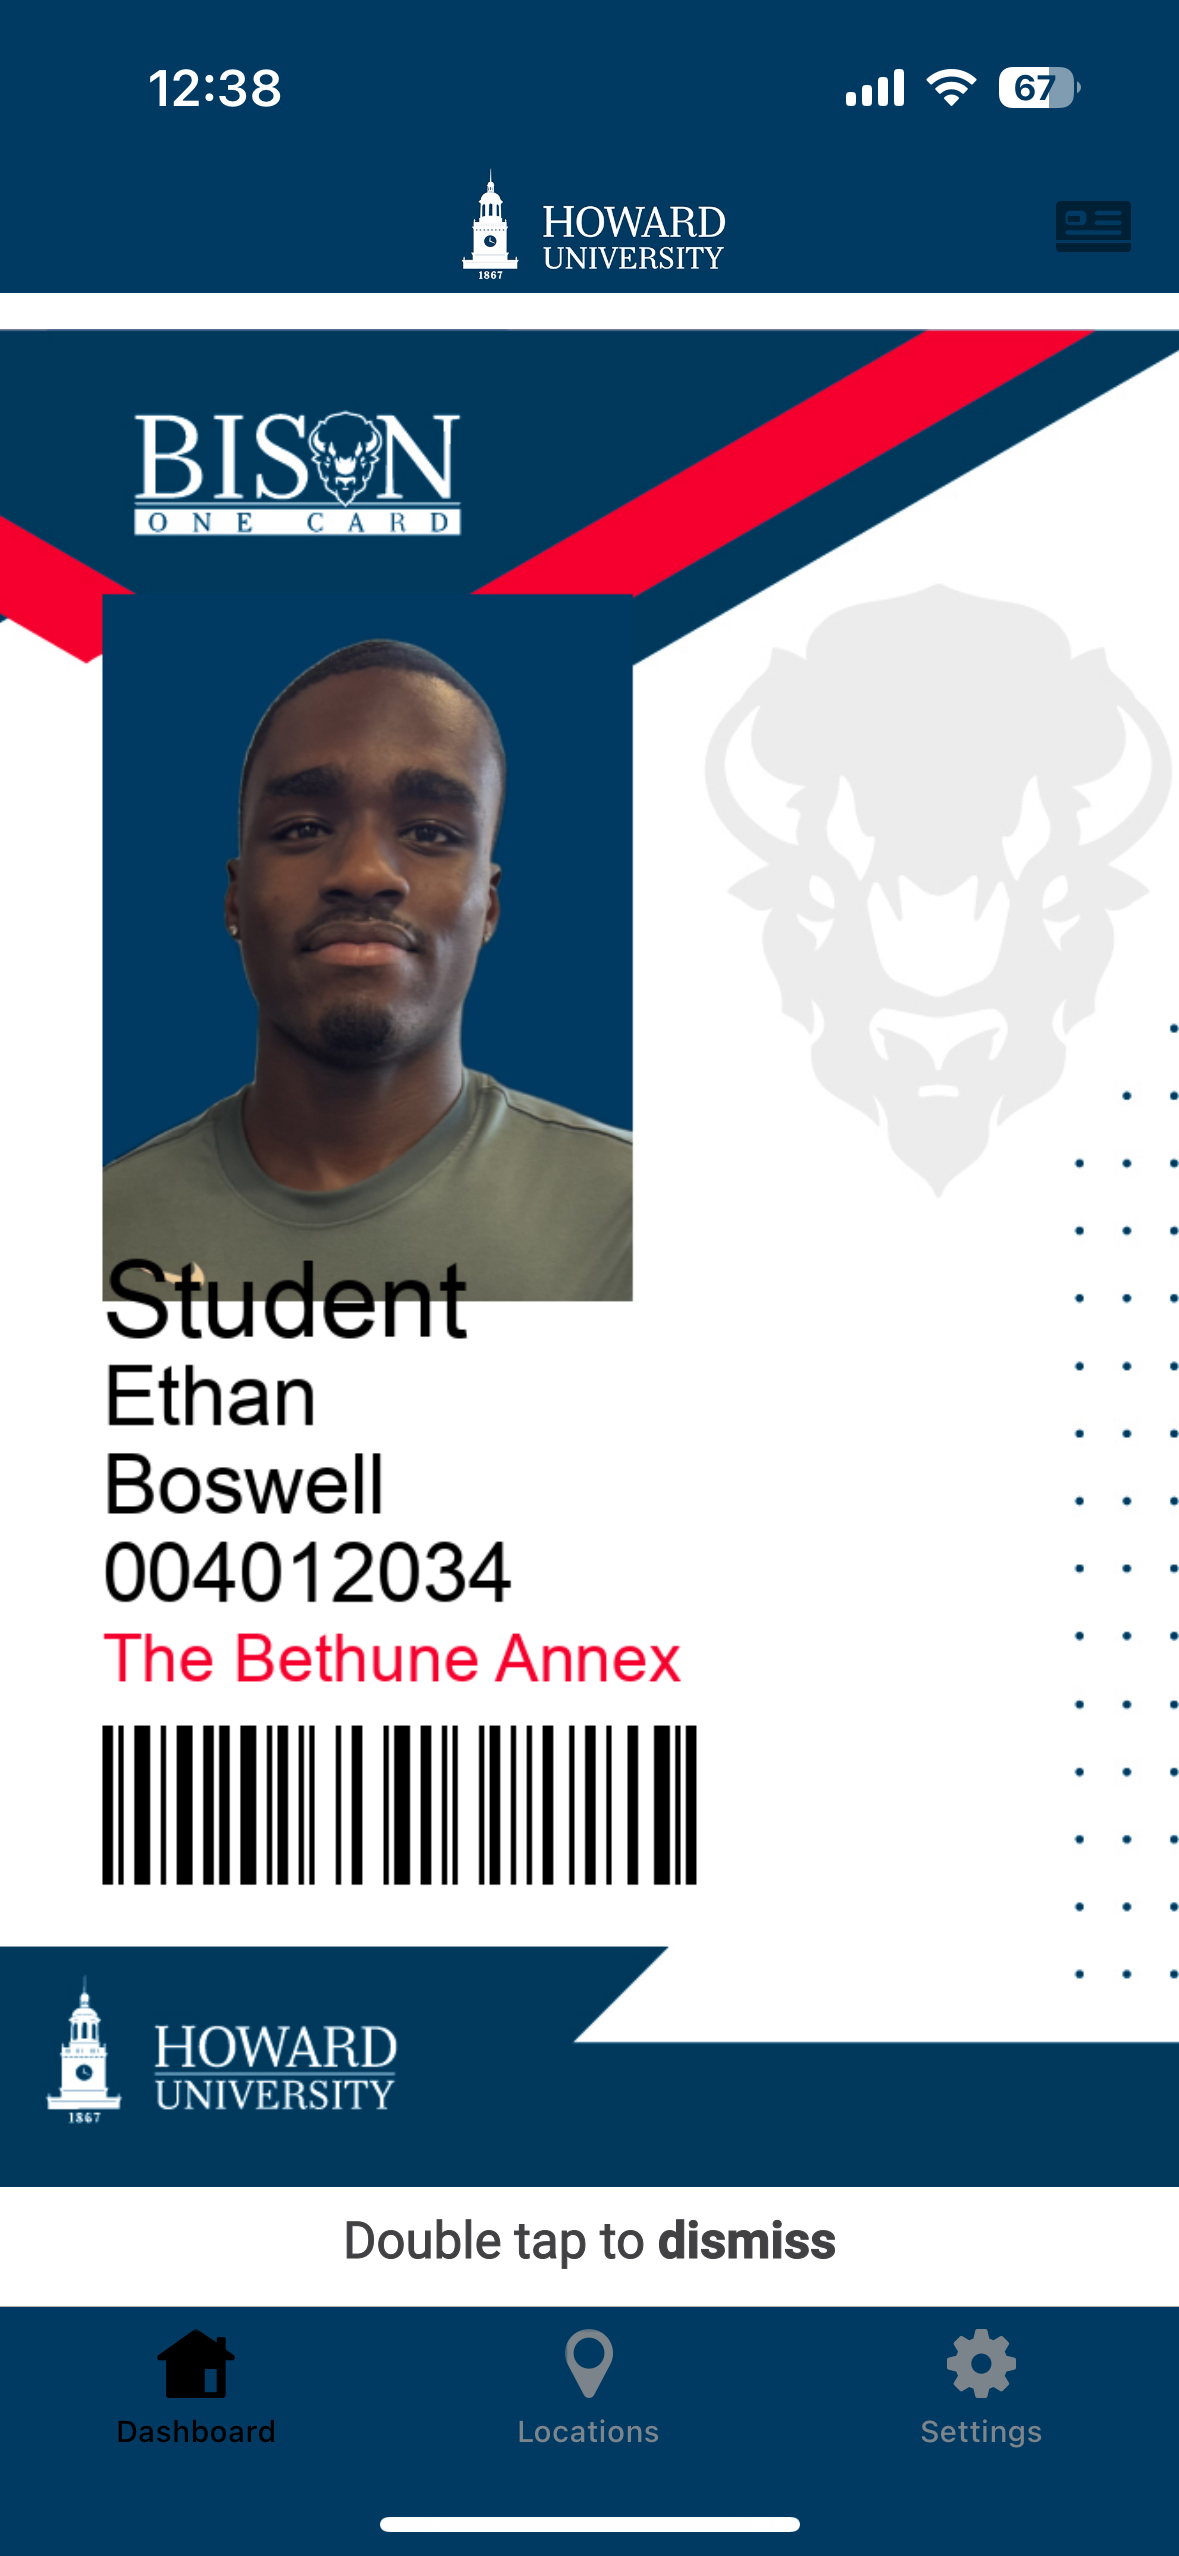 12:38
67
HOWARD
UNIVERSITY
1867
BISON
ONE CARD
Student
Ethan
Boswell
004012034
The Bethune Annex
HOWARD
UNIVERSITY
1867
Double tap to dismiss
Dashboard
Locations
Settings